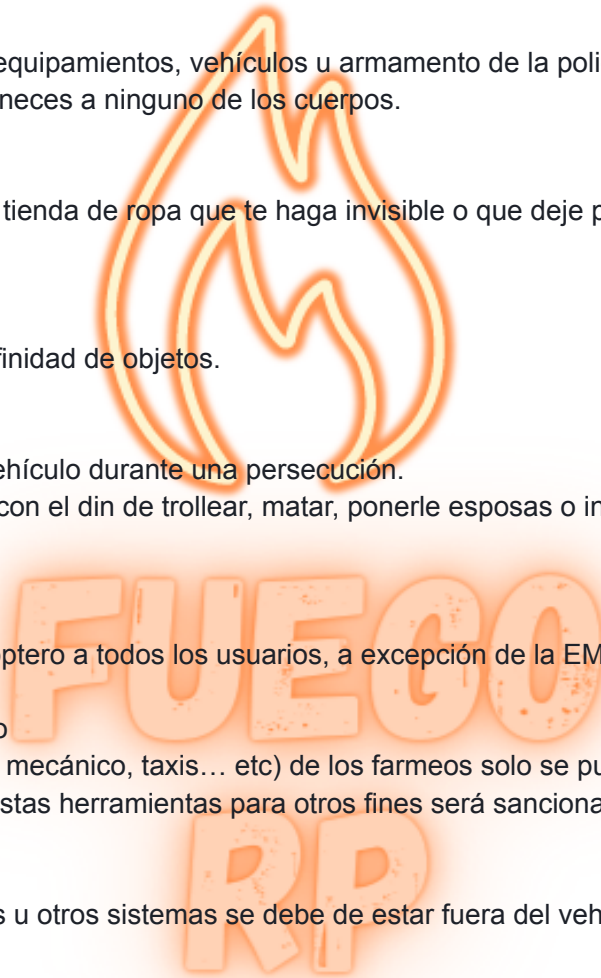 equipamientos, vehículos u armamento de la poli
neces a ninguno de los cuerpos.
tienda de ropa que te haga invisible o que deje p
finidad de objetos.
ehículo durante una persecución.
con el din de trollear, matar, ponerle esposas o in
FUEGO
óptero a todos los usuarios, a excepción de la EM
o
mecánico, taxis… etc) de los farmeos solo se pu
stas herramientas para otros fines será sanciona
RP
s u otros sistemas se debe de estar fuera del veh